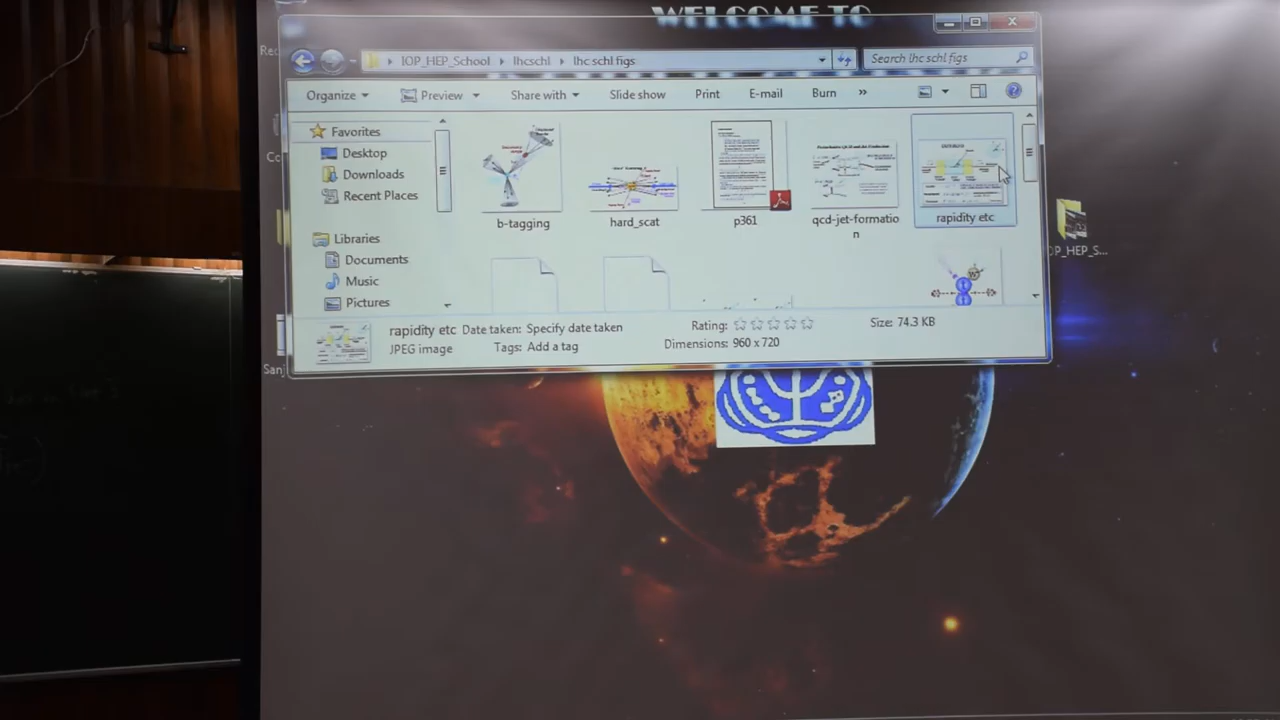 WELCOME TO
IOP_HEP_School
lhcschl
lhc schl figs
Search lhc schl figs
Organize
Preview
Share with
Slide show
Print
E-mail
Burn
»
Favorites
Desktop
Downloads
Recent Places
Libraries
Documents
Music
Pictures
b-tagging
hard_scat
p361
qcd-jet-formatio
n
rapidity etc
rapidity etc Date taken: Specify date taken
JPEG image Tags: Add a tag
Rating:
Dimensions: 960 x 720
Size: 74.3 KB